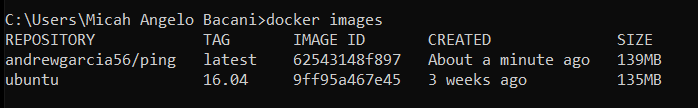 C:\Users\Micah Angelo Bacani>docker images
REPOSITORY TAG IMAGE ID CREATED SIZE
andrewgarcia56/ping latest 62543148f897 About a minute ago 139MB
ubuntu 16.04 9ff95a467e45 3 weeks ago 135MB